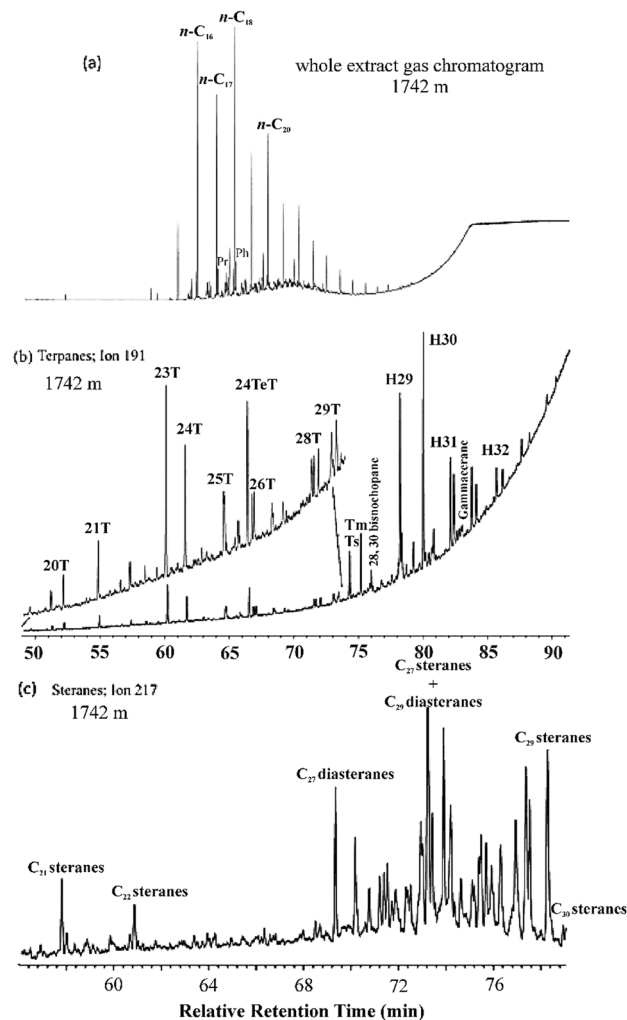 (a)
n-C₁₆
n-C₁₈
n-C₁₇
n-C₂₀
Pr
Ph
whole extract gas chromatogram
1742 m
(b) Terpanes; Ion 191
1742 m
20T
21T
23T
24T
25T
24TeT
26T
28T
29T
Tm
Ts
28, 30 bisnorhopane
H29
H30
H31
Gammacerane
H32
50 55 60 65 70 75 80 85 90
(c) Steranes; Ion 217
1742 m
C₂₁ steranes
C₂₂ steranes
C₂₇ diasteranes
C₂₇ steranes
+
C₂₉ diasteranes
C₂₉ steranes
C₃₀ steranes
60 64 68 72 76
Relative Retention Time (min)